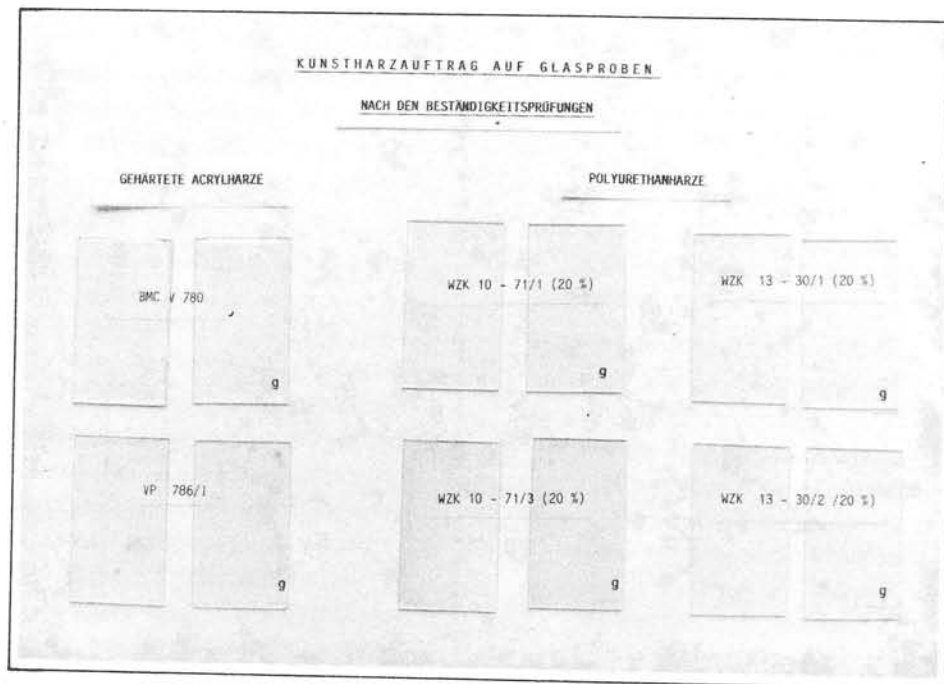 KUNSTHARZAUFTRAG AUF GLASPROBEN
NACH DEN BESTÄNDIGKEITSPRÜFUNGEN
GEHÄRTETE ACRYLHARZE
POLYURETHANHARZE
BMC V 780
g
WZK 10 - 71/1 (20 %)
g
WZK 13 - 30/1 (20 %)
g
VP 786/1
g
WZK 10 - 71/3 (20 %)
g
WZK 13 - 30/2 /20 %)
g